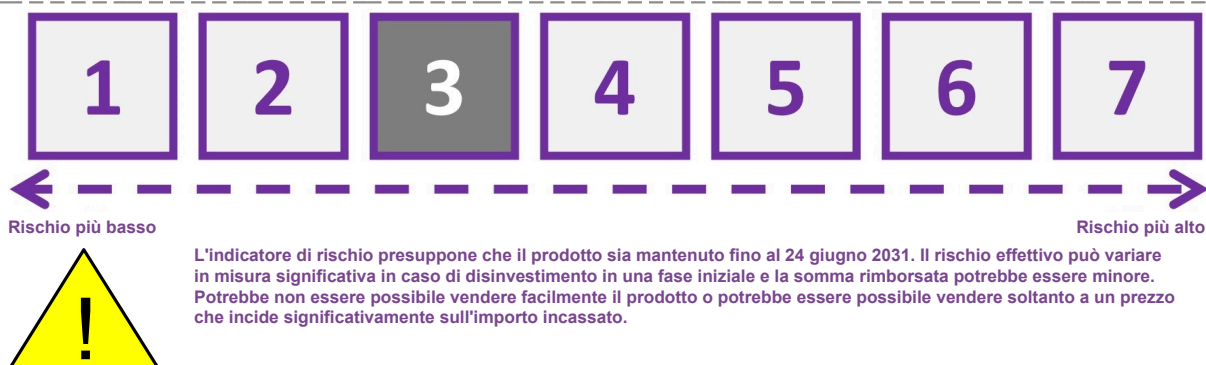 1 2 3 4 5 6 7
Rischio più basso Rischio più alto
L'indicatore di rischio presuppone che il prodotto sia mantenuto fino al 24 giugno 2031. Il rischio effettivo può variare
in misura significativa in caso di disinvestimento in una fase iniziale e la somma rimborsata potrebbe essere minore.
Potrebbe non essere possibile vendere facilmente il prodotto o potrebbe essere possibile vendere soltanto a un prezzo
che incide significativamente sull'importo incassato.
!